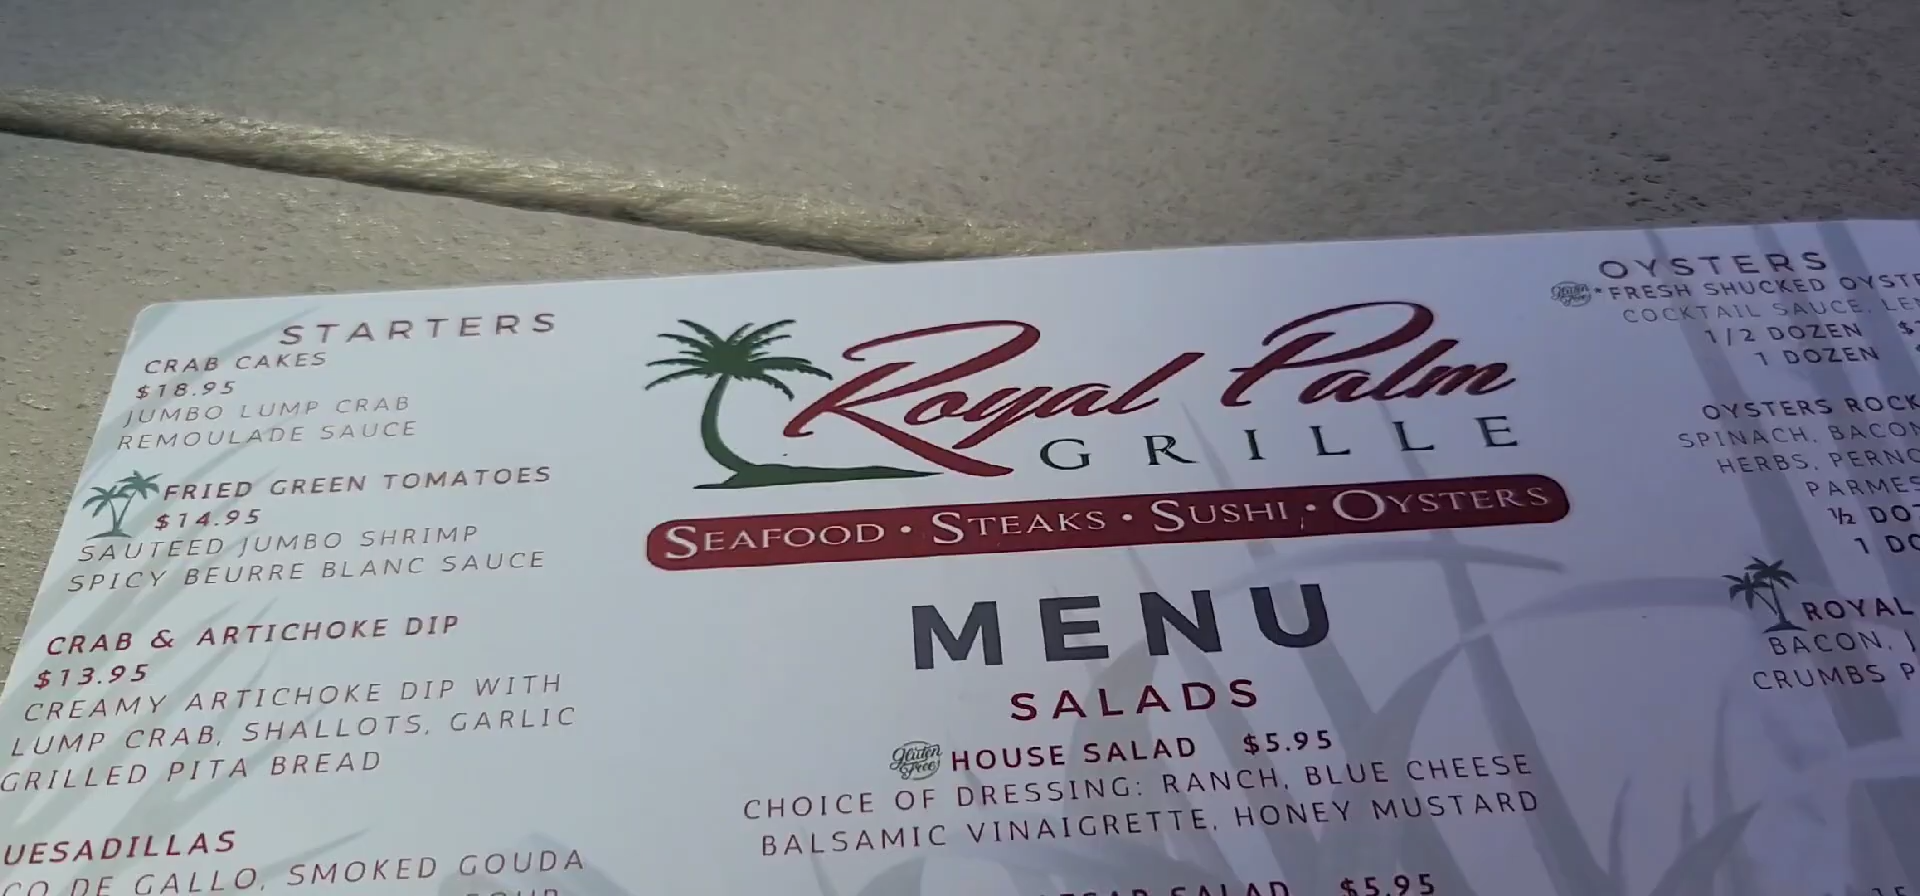 STARTERS
CRAB CAKES
$18.95
JUMBO LUMP CRAB
REMOULADE SAUCE
FRIED GREEN TOMATOES
$14.95
SAUTEED JUMBO SHRIMP
SPICY BEURRE BLANC SAUCE
CRAB & ARTICHOKE DIP
$13.95
CREAMY ARTICHOKE DIP WITH
LUMP CRAB, SHALLOTS, GARLIC
GRILLED PITA BREAD
UESADILLAS
CO DE GALLO, SMOKED GOUDA
Royal Palm
GRILLE
SEAFOOD • STEAKS • SUSHI • OYSTERS
MENU
SALADS
Gluten Free HOUSE SALAD $5.95
CHOICE OF DRESSING: RANCH, BLUE CHEESE
BALSAMIC VINAIGRETTE, HONEY MUSTARD
SALAD $5.95
OYSTERS
Gluten Free *FRESH SHUCKED OYSTE
COCKTAIL SAUCE, LE
1/2 DOZEN $
1 DOZEN
OYSTERS ROCK
SPINACH, BACON
HERBS, PERNO
PARMES
½ DO
1 DO
ROYAL
BACON, J
CRUMBS P